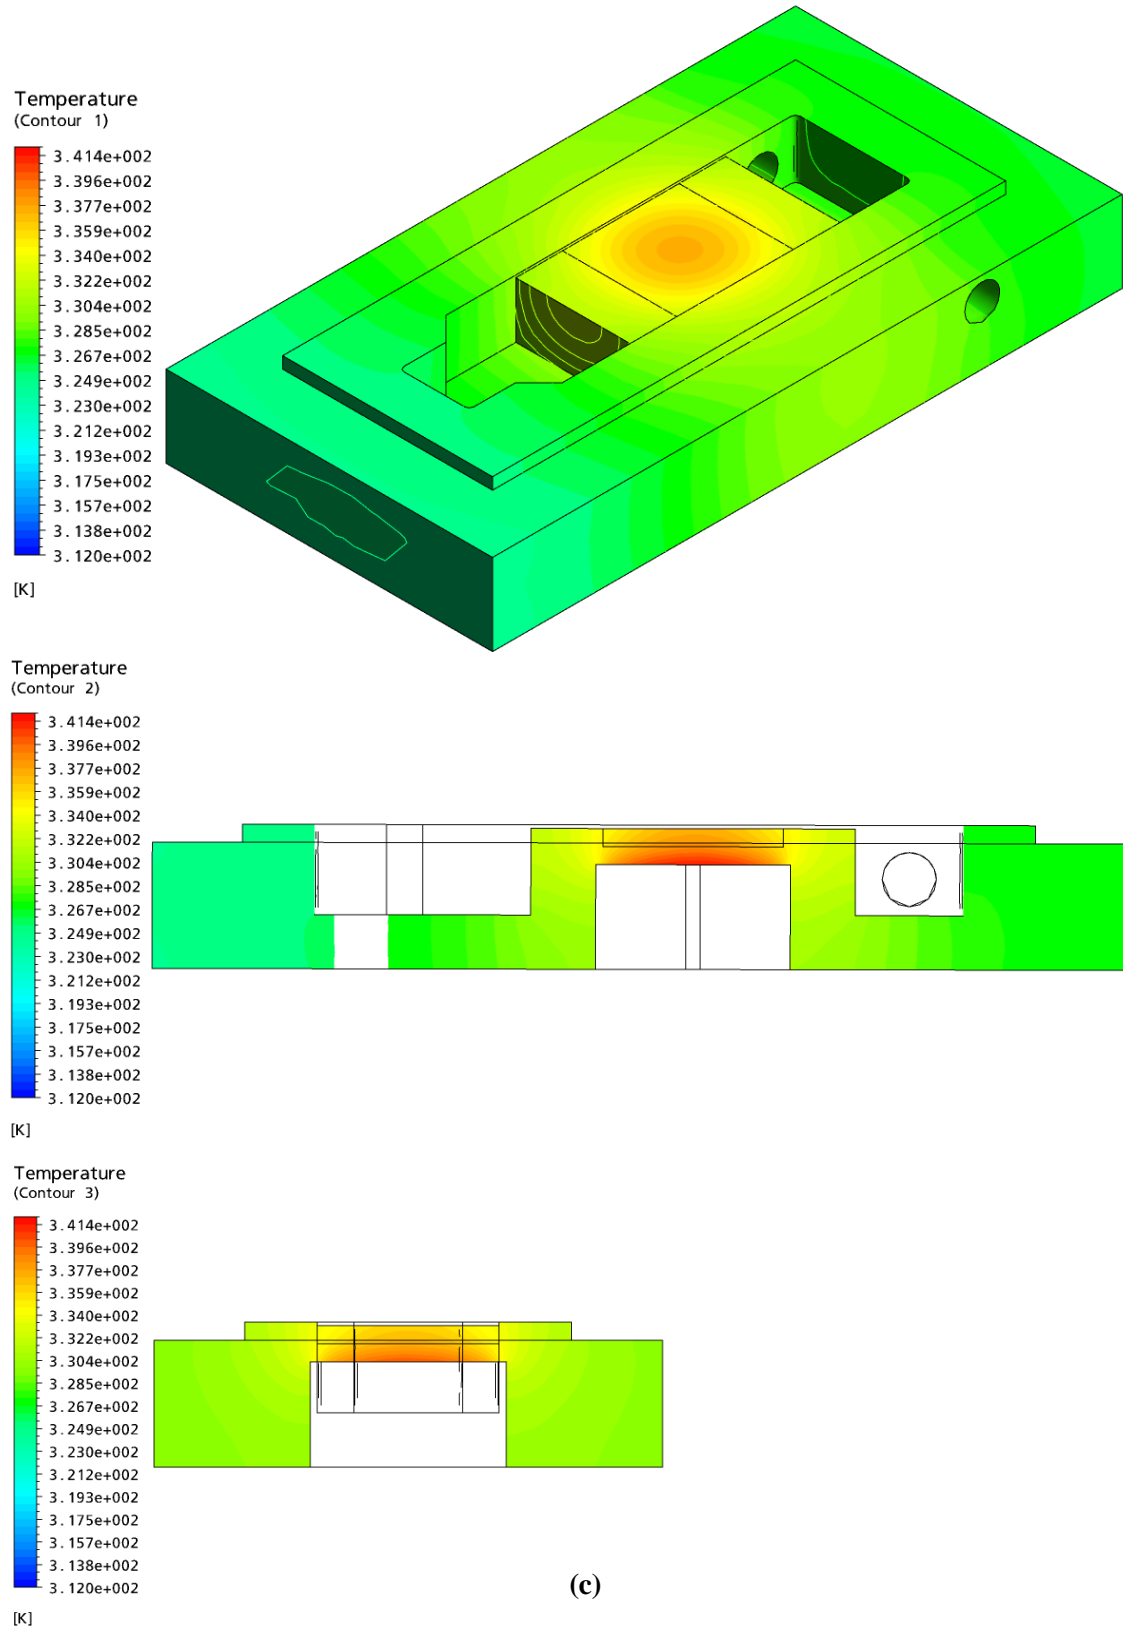 Temperature
(Contour 1)
3.414e+002
3.396e+002
3.377e+002
3.359e+002
3.340e+002
3.322e+002
3.304e+002
3.285e+002
3.267e+002
3.249e+002
3.230e+002
3.212e+002
3.193e+002
3.175e+002
3.157e+002
3.138e+002
3.120e+002
[K]
Temperature
(Contour 2)
3.414e+002
3.396e+002
3.377e+002
3.359e+002
3.340e+002
3.322e+002
3.304e+002
3.285e+002
3.267e+002
3.249e+002
3.230e+002
3.212e+002
3.193e+002
3.175e+002
3.157e+002
3.138e+002
3.120e+002
[K]
Temperature
(Contour 3)
3.414e+002
3.396e+002
3.377e+002
3.359e+002
3.340e+002
3.322e+002
3.304e+002
3.285e+002
3.267e+002
3.249e+002
3.230e+002
3.212e+002
3.193e+002
3.175e+002
3.157e+002
3.138e+002
3.120e+002
[K]
(c)